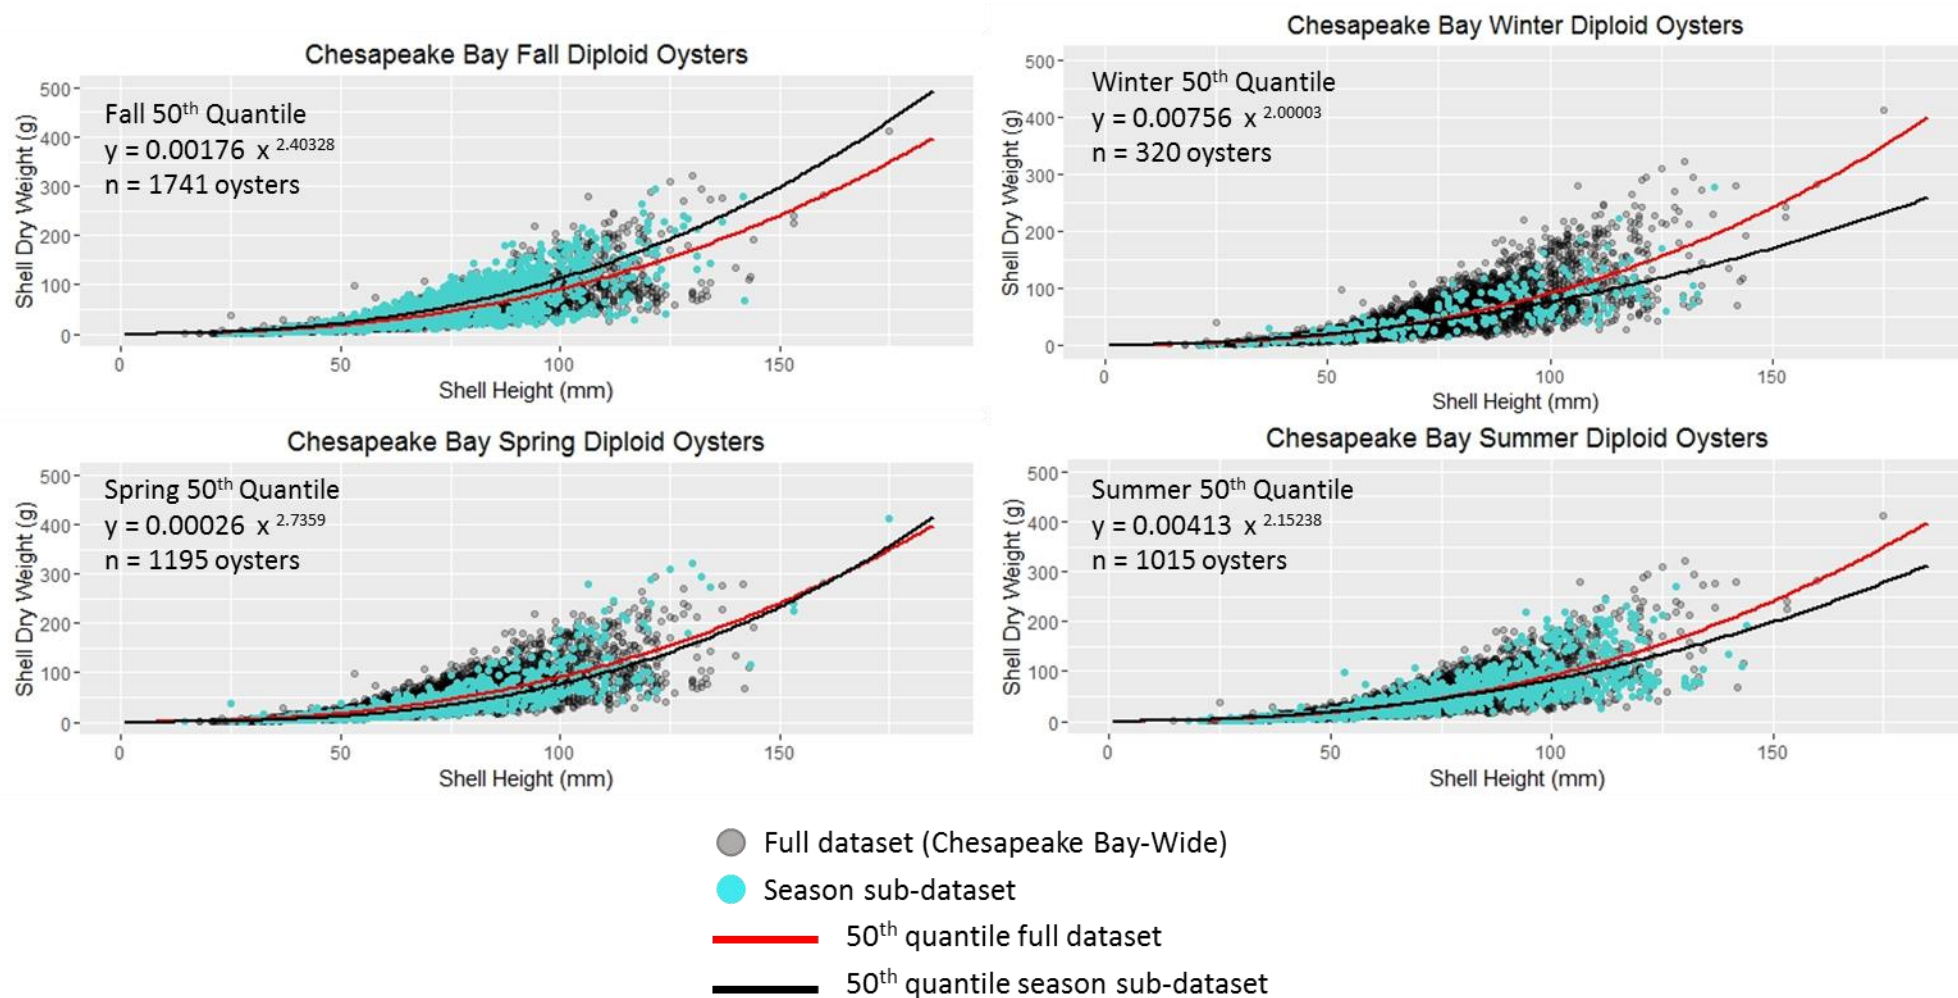 Chesapeake Bay Fall Diploid Oysters
Fall 50th Quantile
y = 0.00176 x 2.40328
n = 1741 oysters
Shell Dry Weight (g)
500
400
300
200
100
0
0 50 100 150
Shell Height (mm)
Chesapeake Bay Winter Diploid Oysters
Winter 50th Quantile
y = 0.00756 x 2.00003
n = 320 oysters
Shell Dry Weight (g)
500
400
300
200
100
0
0 50 100 150
Shell Height (mm)
Chesapeake Bay Spring Diploid Oysters
Spring 50th Quantile
y = 0.00026 x 2.7359
n = 1195 oysters
Shell Dry Weight (g)
500
400
300
200
100
0
0 50 100 150
Shell Height (mm)
Chesapeake Bay Summer Diploid Oysters
Summer 50th Quantile
y = 0.00413 x 2.15238
n = 1015 oysters
Shell Dry Weight (g)
500
400
300
200
100
0
0 50 100 150
Shell Height (mm)
Full dataset (Chesapeake Bay-Wide)
Season sub-dataset
50th quantile full dataset
50th quantile season sub-dataset